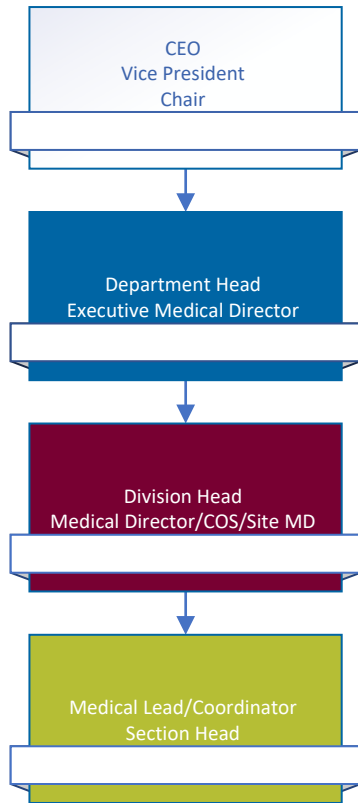 CEO
Vice President
Chair
Department Head
Executive Medical Director
Division Head
Medical Director/COS/Site MD
Medical Lead/Coordinator
Section Head